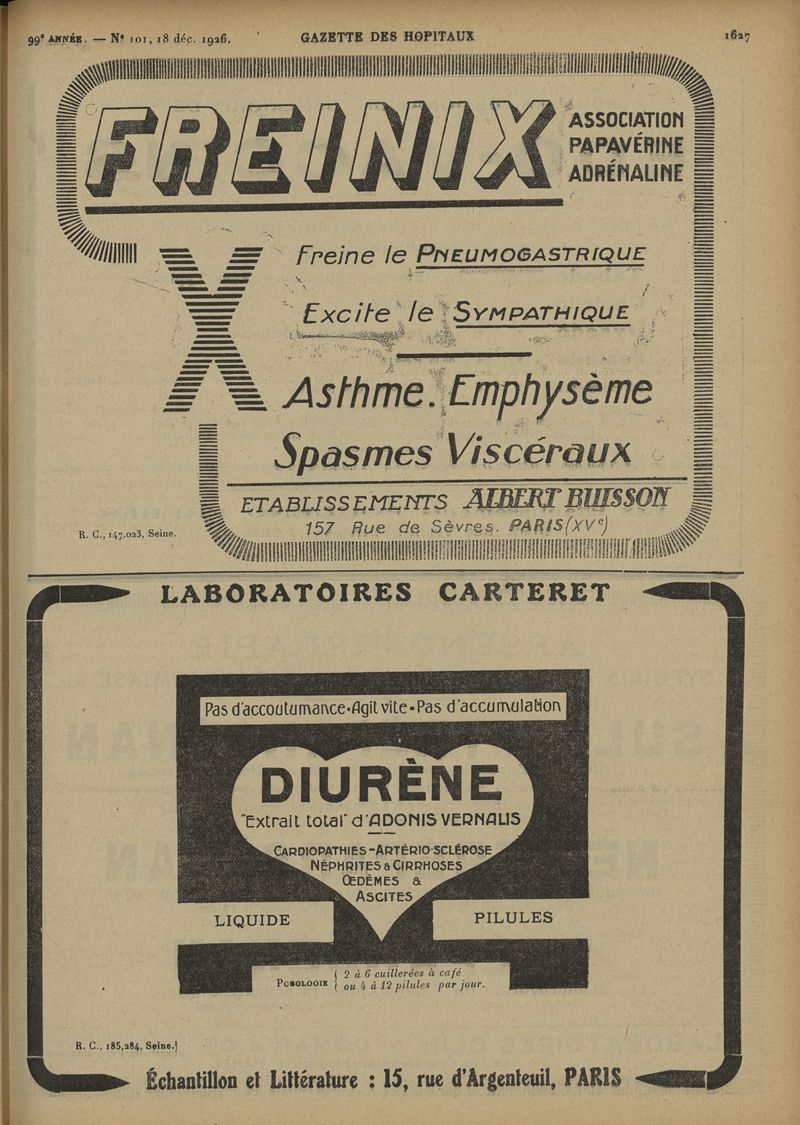 99e ANNÉE. — N° 101, 18 déc. 1926. GAZETTE DES HOPITAUX 1627
FREINIX
ASSOCIATION
PAPAVÉRINE
ADRÉNALINE
X
Freine le PNEUMOGASTRIQUE
Excite le SYMPATHIQUE
Asthme. Emphysème
Spasmes Viscéraux
ETABLISSEMENTS ALBERT BUISSON
157 Rue de Sèvres. PARIS (XVe)
R. C., 147.023, Seine.
LABORATOIRES CARTERET
Pas d'accoutumance-Agit vite-Pas d'accumulation
DIURÈNE
"Extrait total" d'ADONIS VERNALIS
CARDIOPATHIES-ARTÉRIO-SCLÉROSE
NÉPHRITES & CIRRHOSES
ŒDÈMES &
ASCITES
LIQUIDE PILULES
POSOLOGIE { 2 à 6 cuillerées à café
ou 4 à 12 pilules par jour.
R. C., 185,284, Seine.
Échantillon et Littérature : 15, rue d'Argenteuil, PARIS